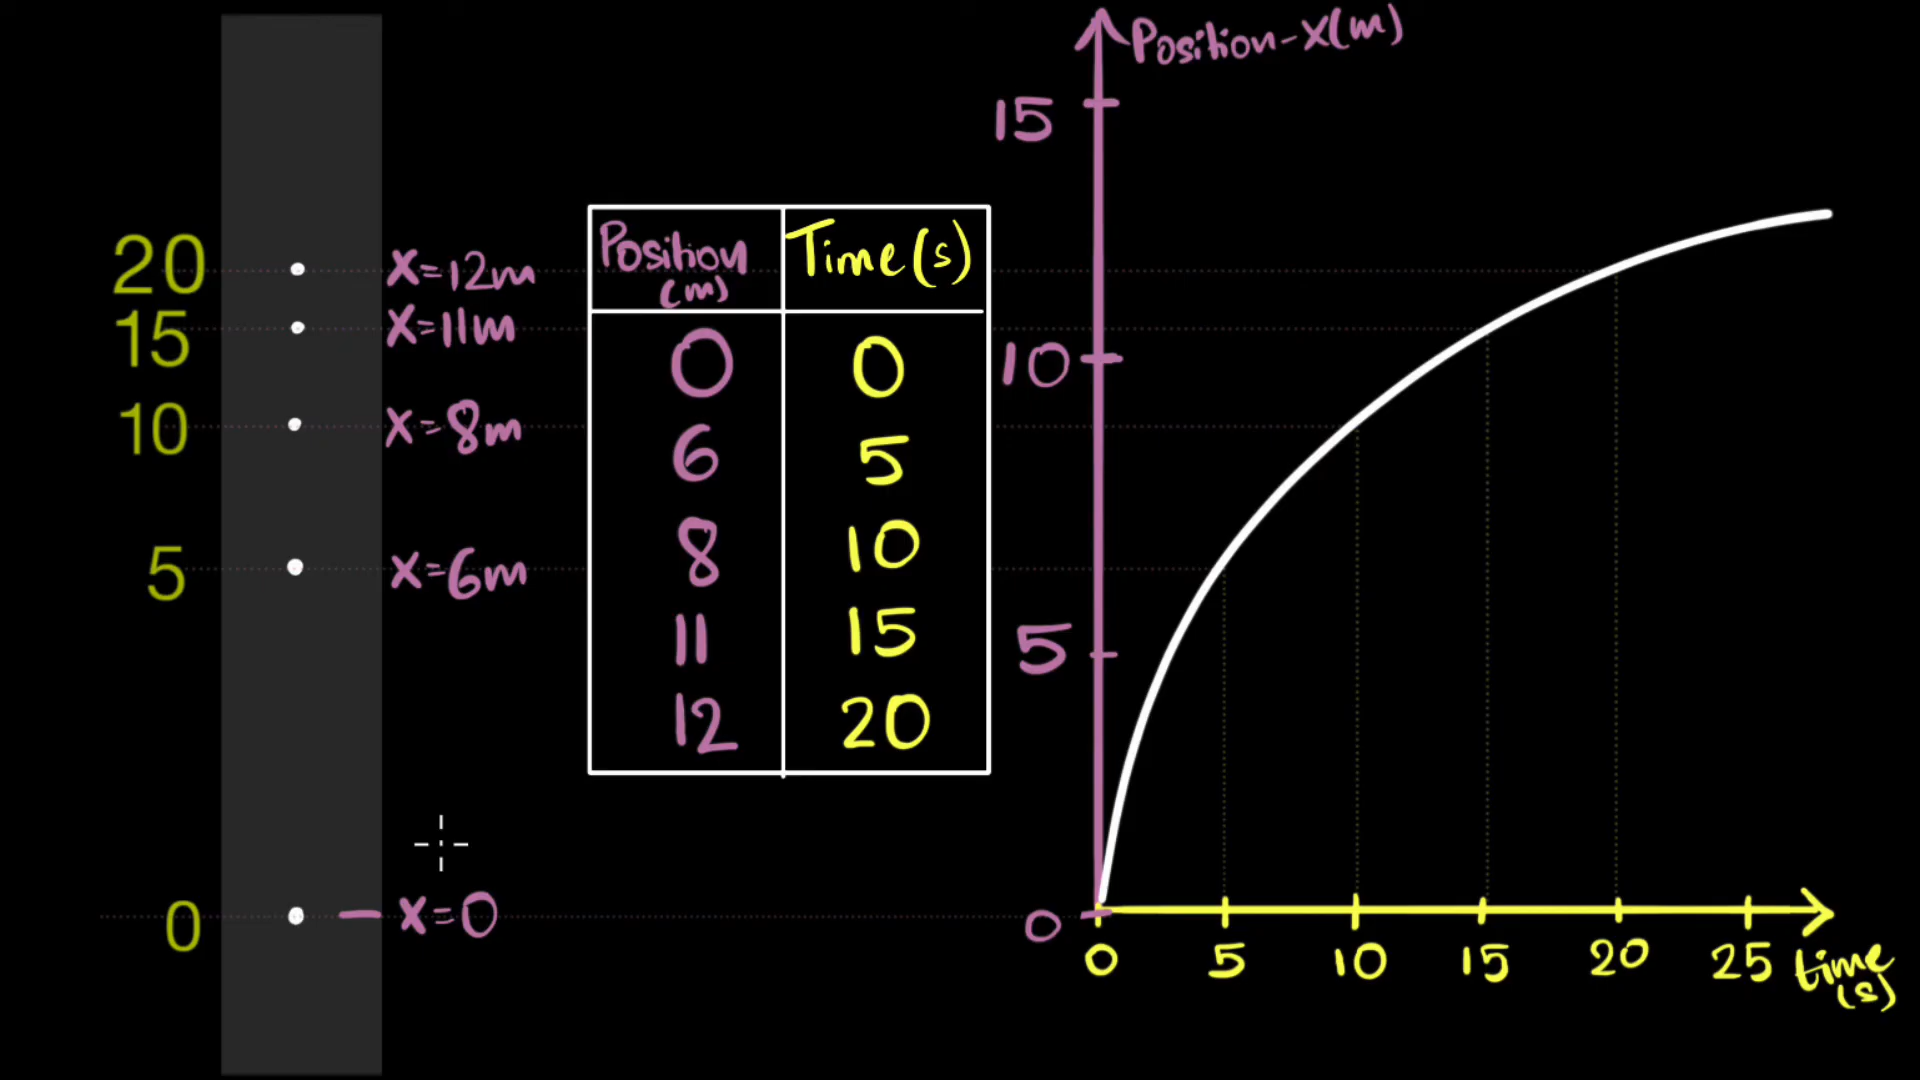 20
X=12m
15
X=11m
10
X=8m
5
X=6m
0
X=0
Position (m) Time(s)
0 0
6 5
8 10
11 15
12 20
Position-X(m)
15
10
5
0
0 5 10 15 20 25 time (s)